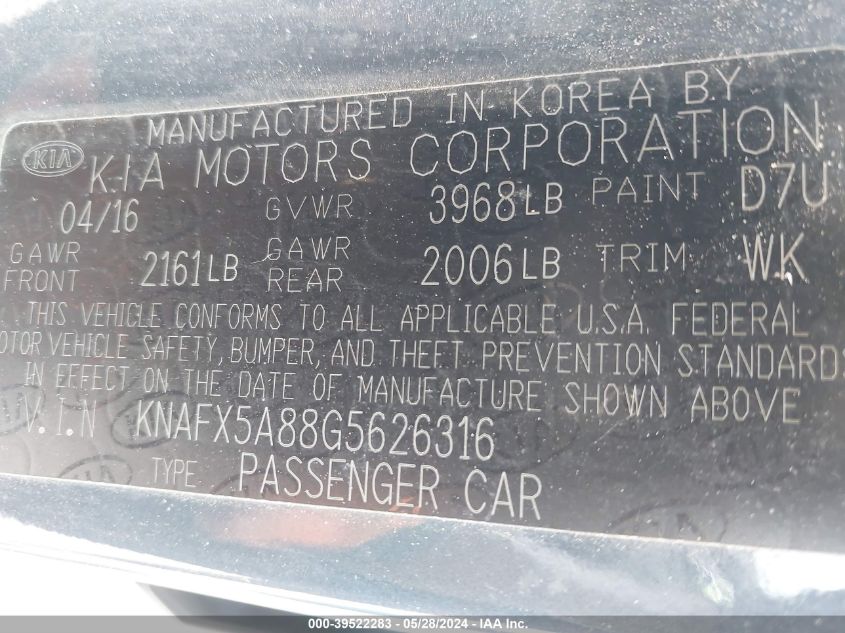 MANUFACTURED IN KOREA BY
KIA KIA MOTORS CORPORATION
04/16 GVWR 3968LB PAINT D7U
GAWR FRONT 2161LB GAWR REAR 2006LB TRIM WK
THIS VEHICLE CONFORMS TO ALL APPLICABLE U.S.A. FEDERAL
MOTOR VEHICLE SAFETY, BUMPER, AND THEFT PREVENTION STANDARDS
IN EFFECT ON THE DATE OF MANUFACTURE SHOWN ABOVE
V.I.N KNAFX5A88G5626316
TYPE PASSENGER CAR
000-39522283 - 05/28/2024 - IAA Inc.